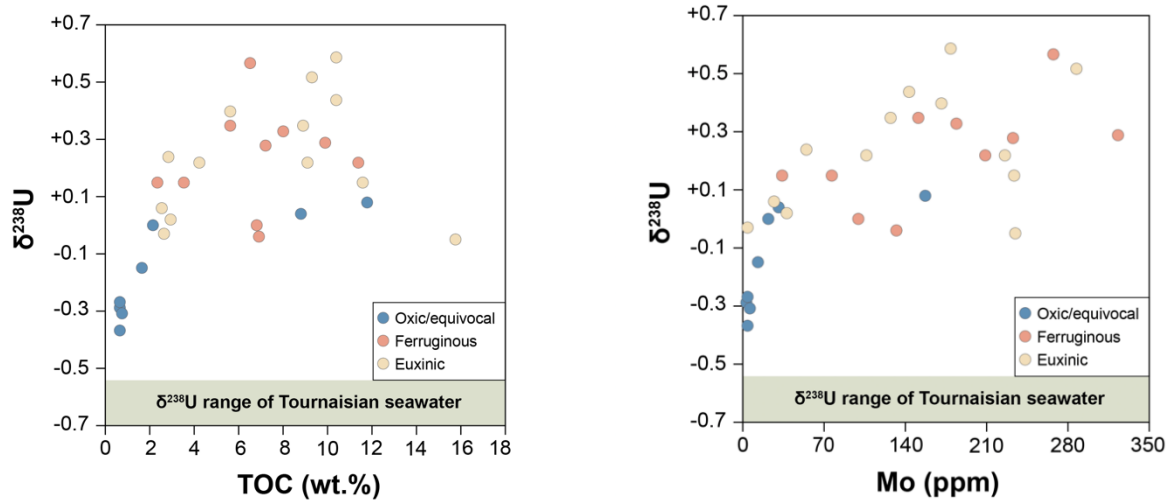 +0.7
+0.5
+0.3
+0.1
-0.1
-0.3
-0.5
-0.7
δ²³⁸U
0 2 4 6 8 10 12 14 16 18
TOC (wt.%)
Oxic/equivocal
Ferruginous
Euxinic
δ²³⁸U range of Tournaisian seawater
+0.7
+0.5
+0.3
+0.1
-0.1
-0.3
-0.5
-0.7
δ²³⁸U
0 70 140 210 280 350
Mo (ppm)
Oxic/equivocal
Ferruginous
Euxinic
δ²³⁸U range of Tournaisian seawater